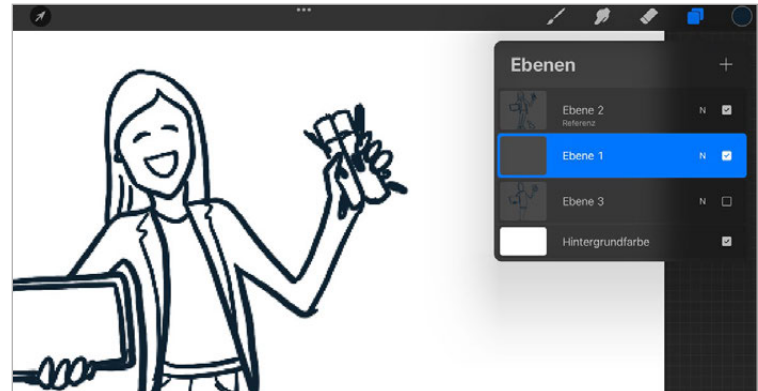 Ebenen
Ebene 2
N
Referenz
Ebene 1
N
Ebene 3
N
Hintergrundfarbe